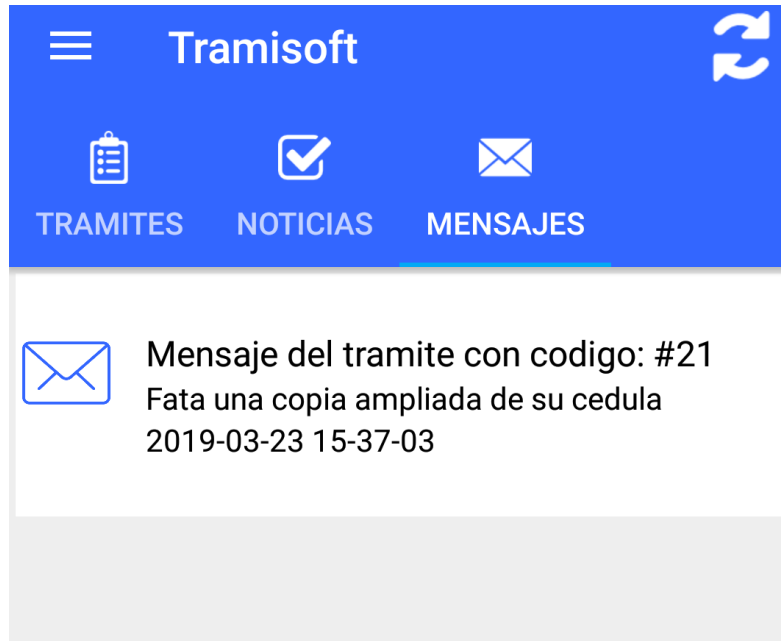 Tramisoft
TRAMITES NOTICIAS MENSAJES
Mensaje del tramite con codigo: #21
Fata una copia ampliada de su cedula
2019-03-23 15-37-03